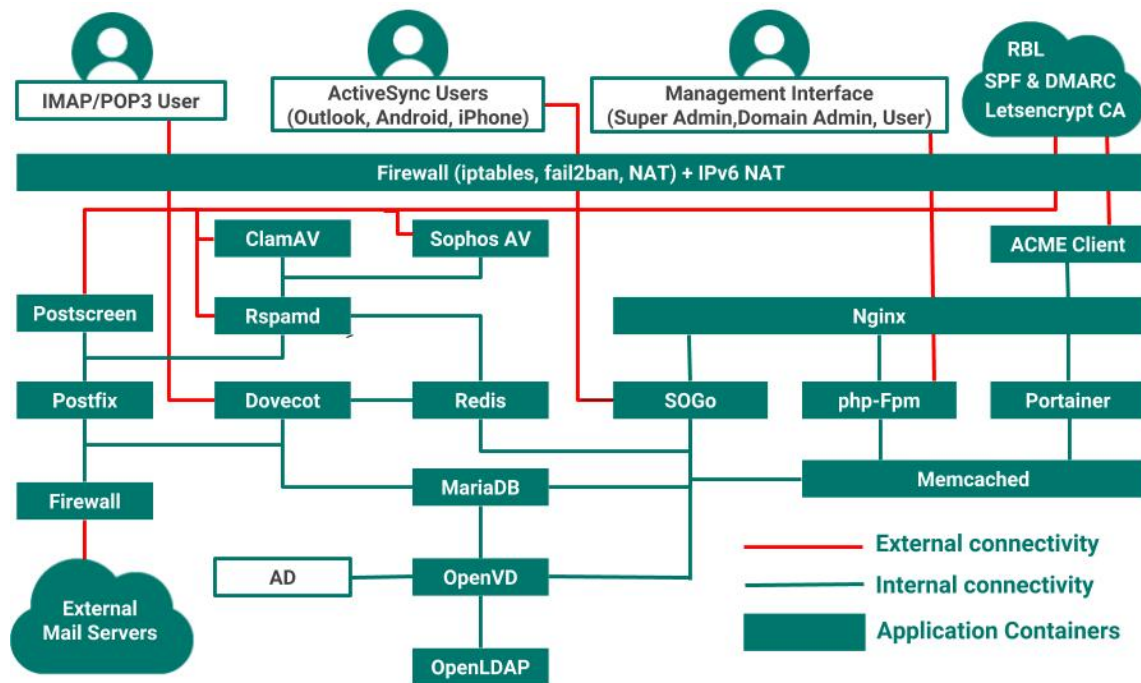 IMAP/POP3 User
ActiveSync Users
(Outlook, Android, iPhone)
Management Interface
(Super Admin,Domain Admin, User)
RBL
SPF & DMARC
Letsencrypt CA
Firewall (iptables, fail2ban, NAT) + IPv6 NAT
ClamAV
Sophos AV
ACME Client
Postscreen
Rspamd
Nginx
Postfix
Dovecot
Redis
SOGo
php-Fpm
Portainer
Firewall
MariaDB
Memcached
External connectivity
AD
OpenVD
Internal connectivity
External
Mail Servers
Application Containers
OpenLDAP